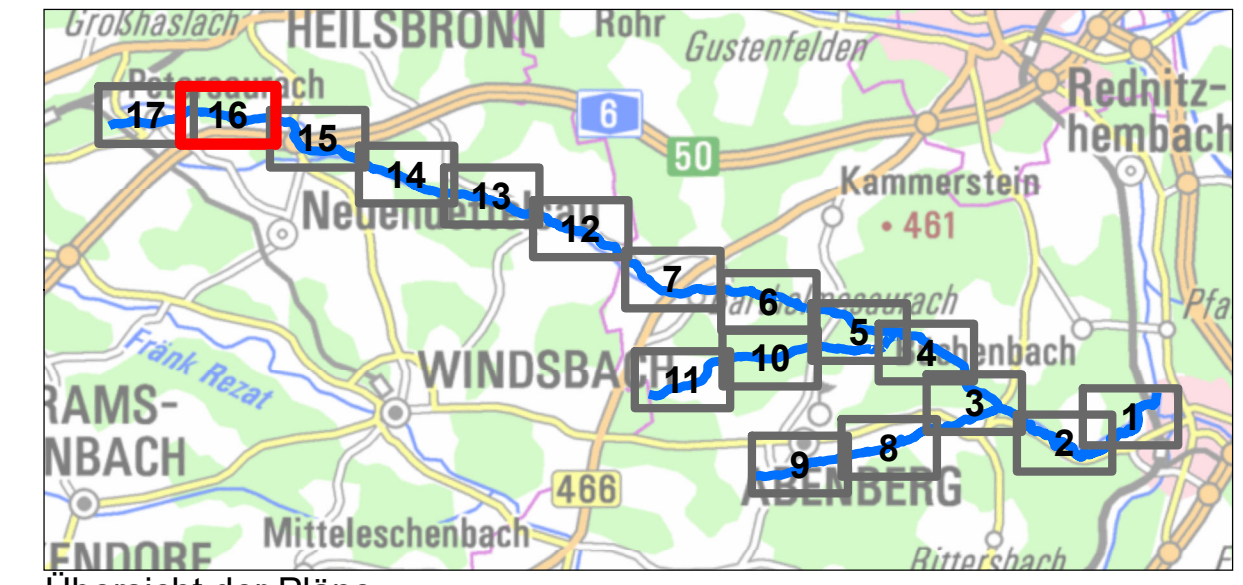 Großhaslach
HEILSBRONN
Rohr
Gustenfelden
Petersaurach
Rednitz-
hembach
17
16
15
6
50
14
13
Kammerstein
Neuendettelsau
12
461
7
6
5
Pfa
Fränk Rezat
WINDSBACH
10
4
11
3
RAMS-
NBACH
1
2
8
9
ABENBERG
466
Mitteleschenbach
Rittersbach
ENDORF
Übersicht der Pläne